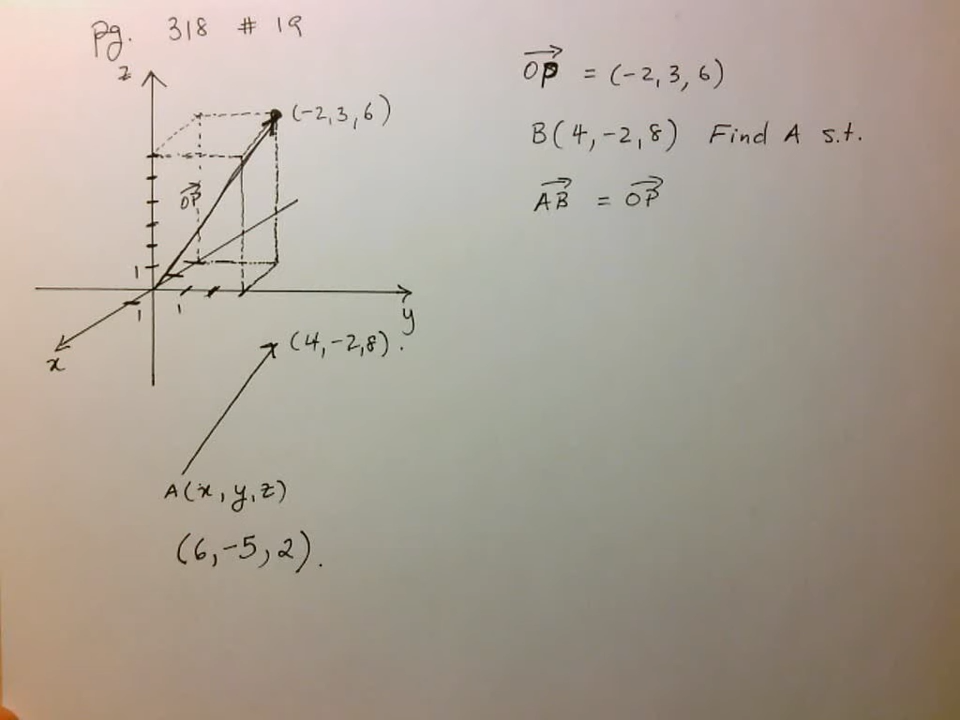 pg. 318 # 19
z
(-2, 3, 6)
OP
1
1
1
y
x
(4, -2, 8).
A(x, y, z)
(6, -5, 2).
OP = (-2, 3, 6)
B(4, -2, 8) Find A s.t.
AB = OP